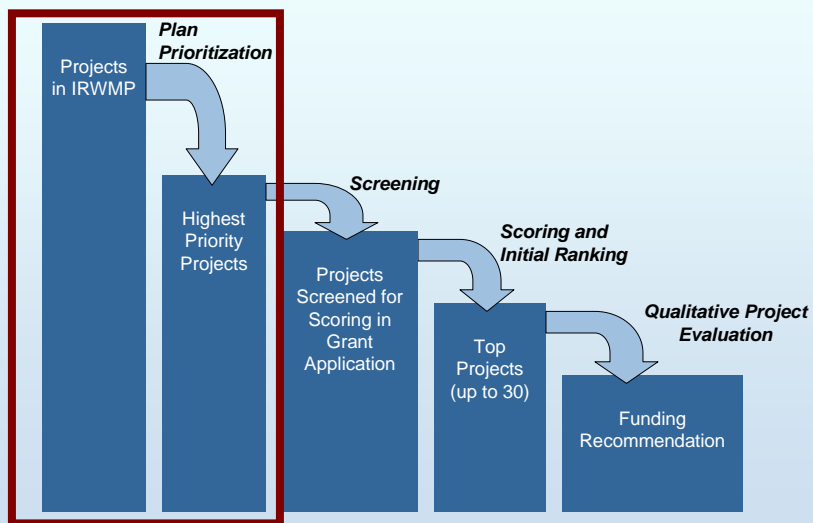 Plan
Prioritization
Projects
in IRWMP
Screening
Highest
Priority
Projects
Scoring and
Initial Ranking
Projects
Screened for
Scoring in
Grant
Application
Qualitative Project
Evaluation
Top
Projects
(up to 30)
Funding
Recommendation